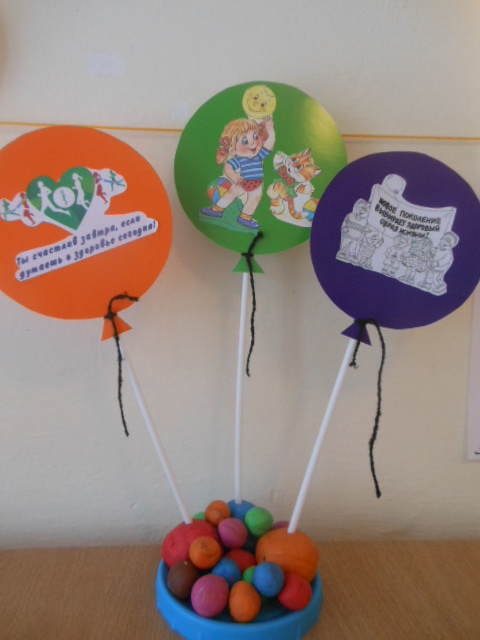 Ты счастлив завтра, если
думаешь о здоровье сегодня!
НОВОЕ ПОКОЛЕНИЕ
ВЫБИРАЕТ ЗДОРОВЫЙ
ОБРАЗ ЖИЗНИ!